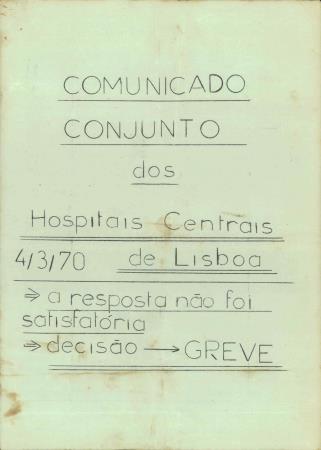 COMUNICADO
CONJUNTO
dos
Hospitais Centrais
4/3/70 de Lisboa
⇒ a resposta não foi
satisfatória
⇒ decisão → GREVE